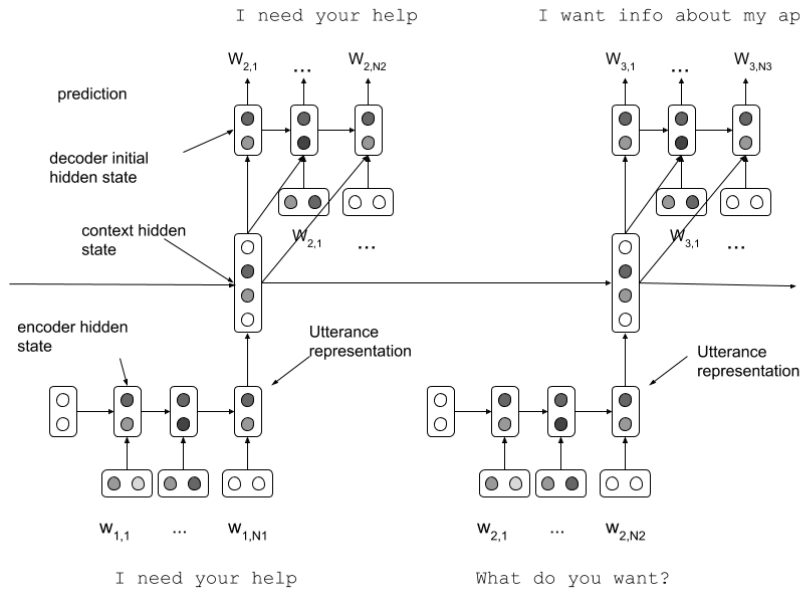 I need your help
I want info about my ap
W2,1 ... W2,N2
W3,1 ... W3,N3
prediction
decoder initial
hidden state
context hidden
state
W2,1 ...
W3,1 ...
encoder hidden
state
Utterance
representation
Utterance
representation
w1,1 ... w1,N1
w2,1 ... w2,N2
I need your help
What do you want?